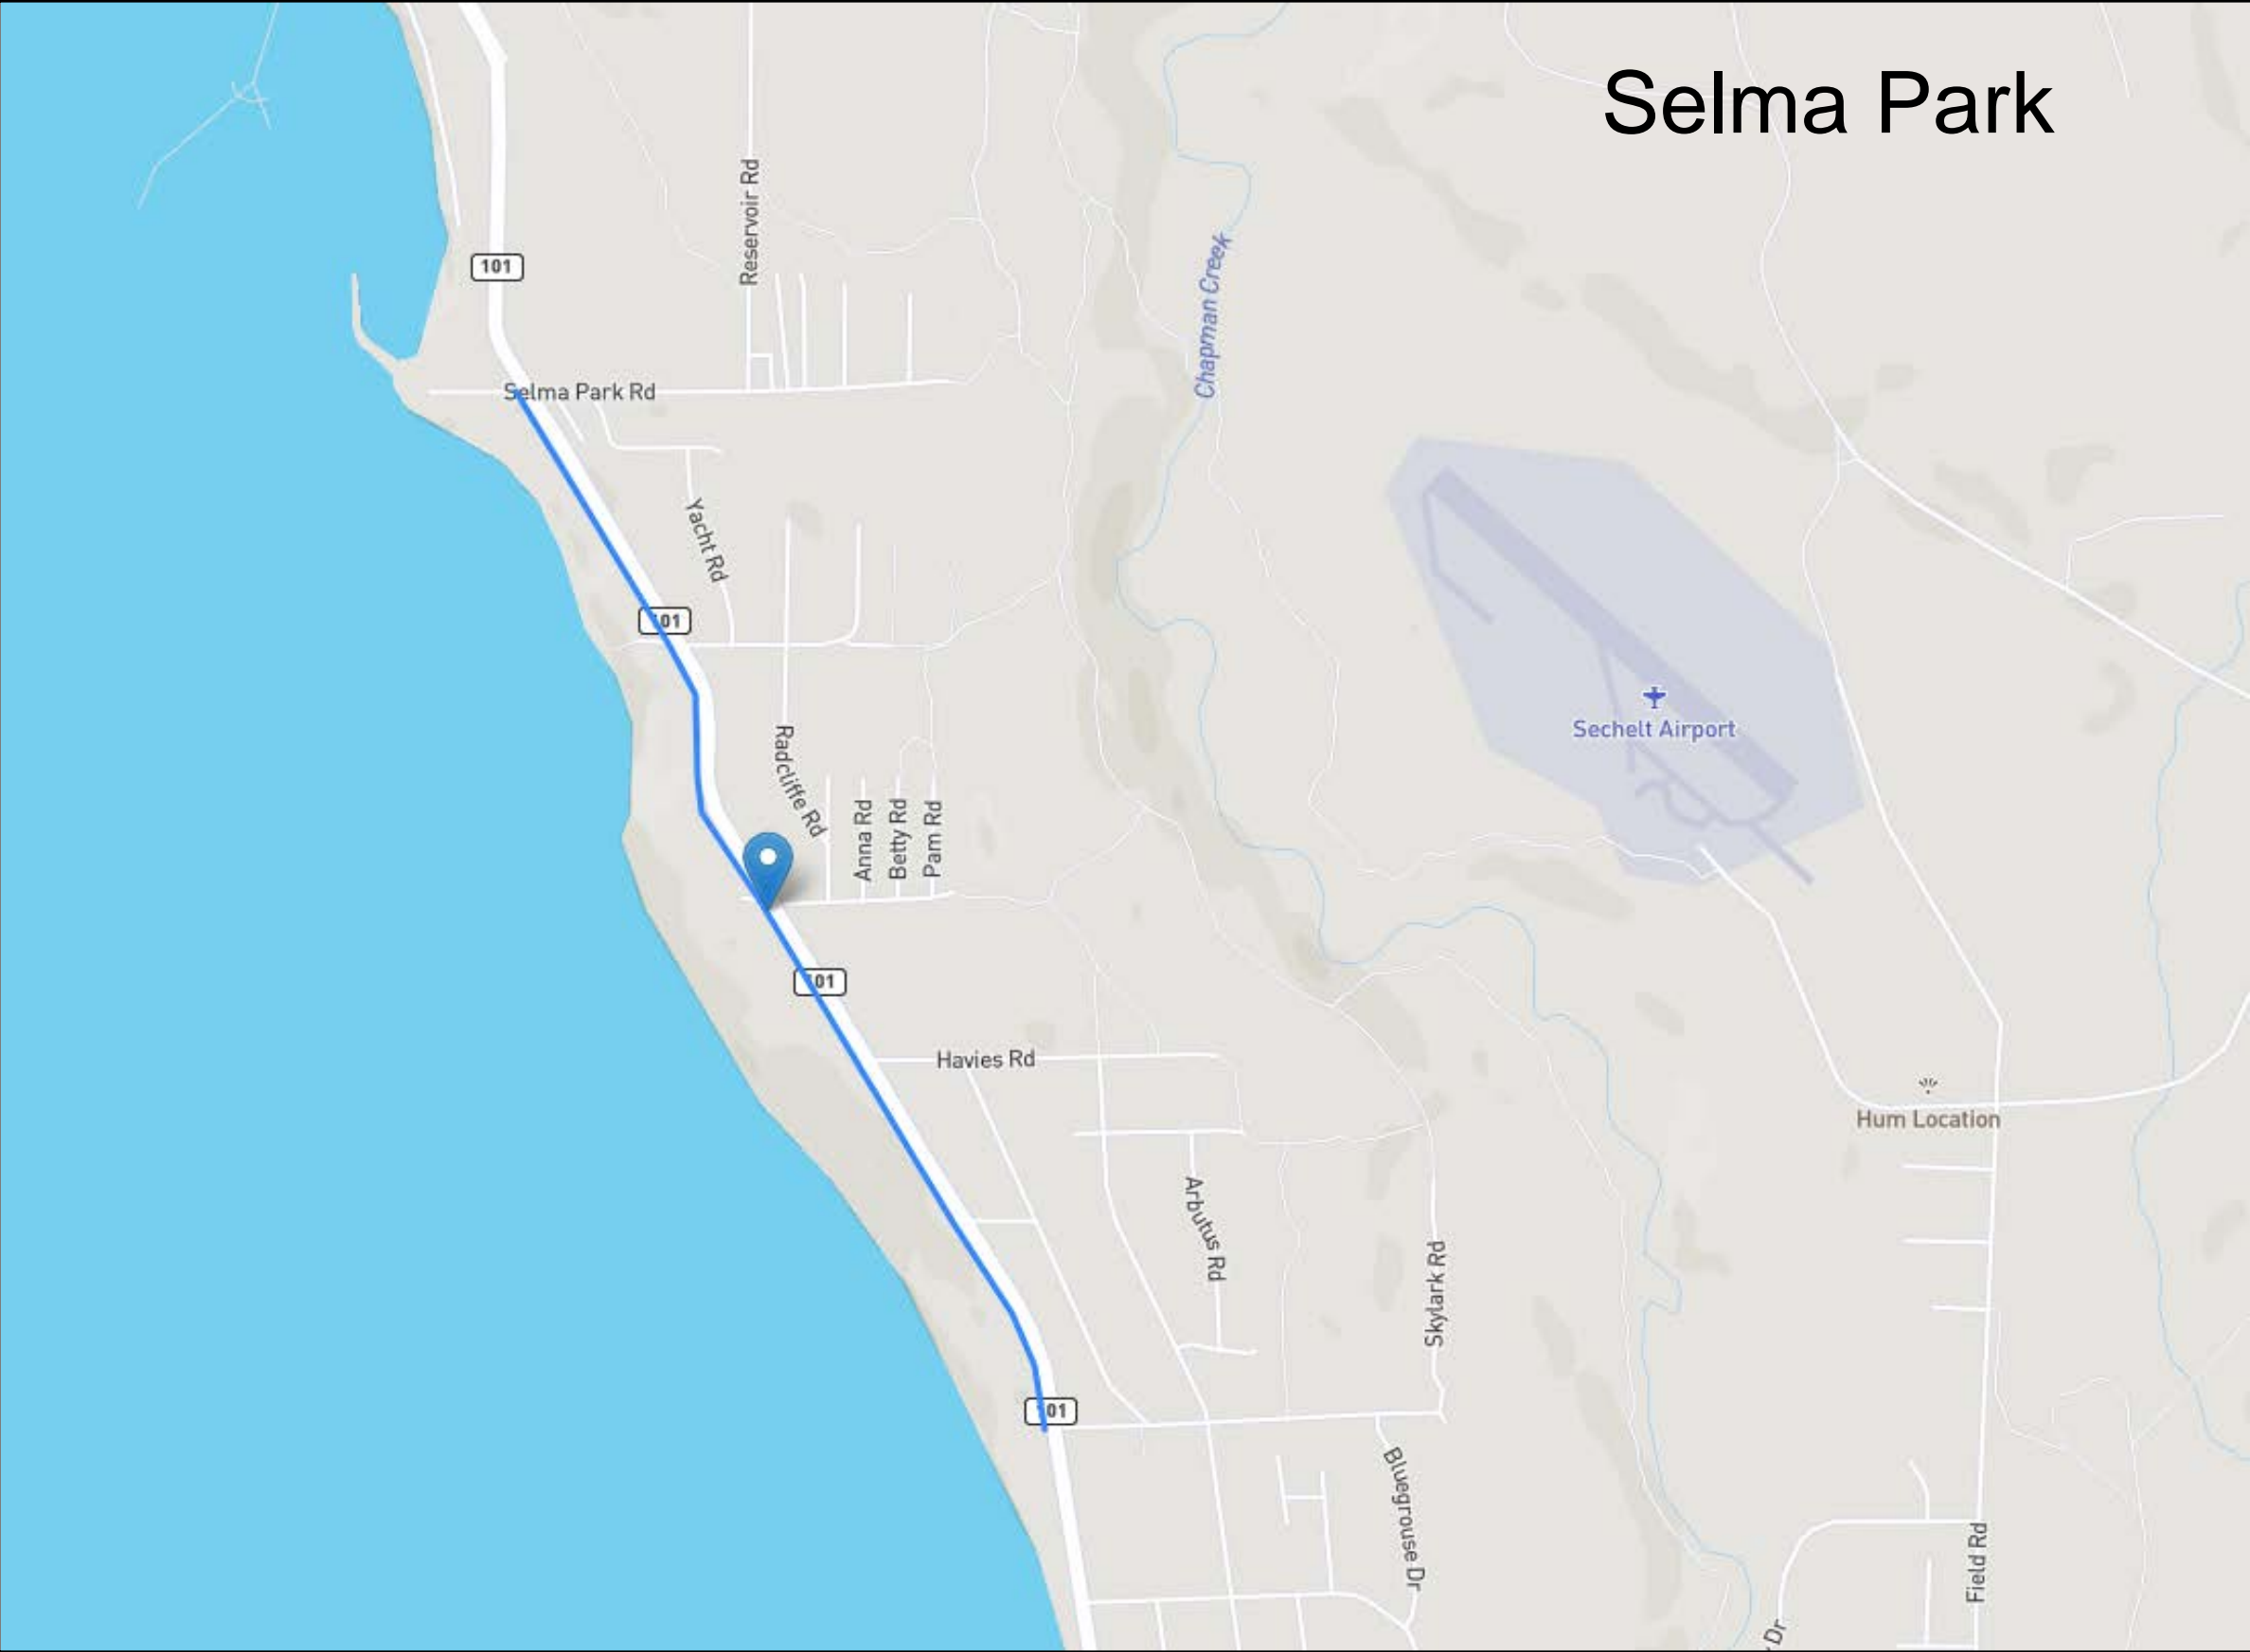 Selma Park
Reservoir Rd
101
Chapman Creek
Selma Park Rd
Yacht Rd
101
Sechelt Airport
Radcliffe Rd
Anna Rd
Betty Rd
Pam Rd
101
Havies Rd
Hum Location
Arbutus Rd
Skylark Rd
101
Bluegrouse Dr
Field Rd
Dr